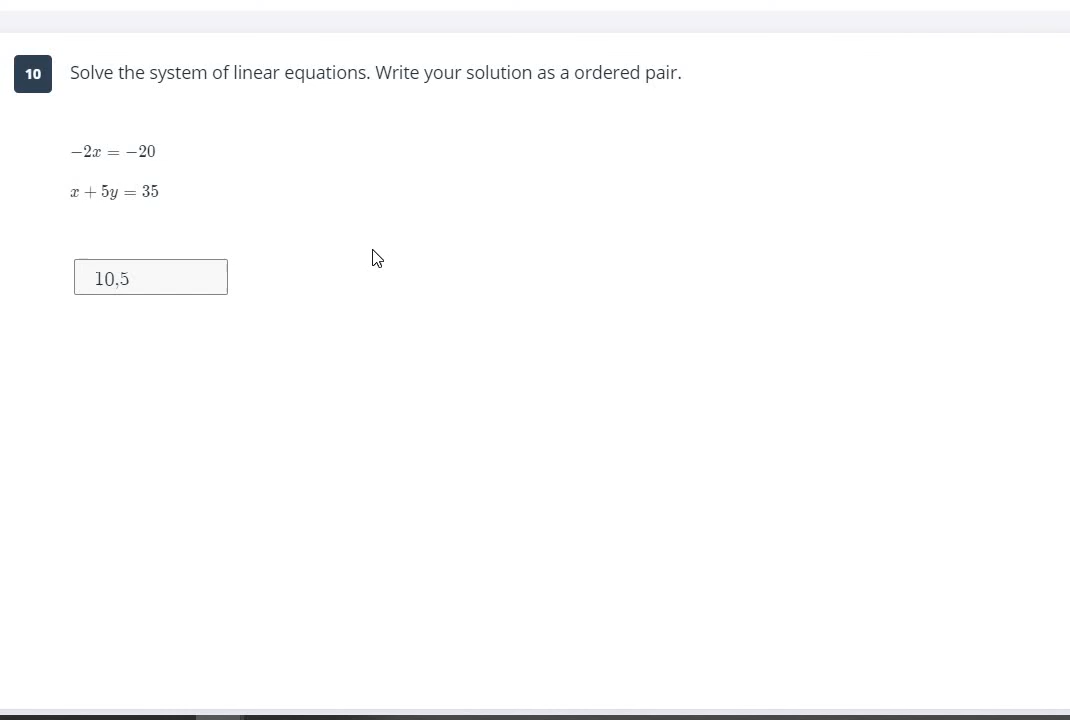 10
Solve the system of linear equations. Write your solution as a ordered pair.
−2x = −20
x + 5y = 35
10,5